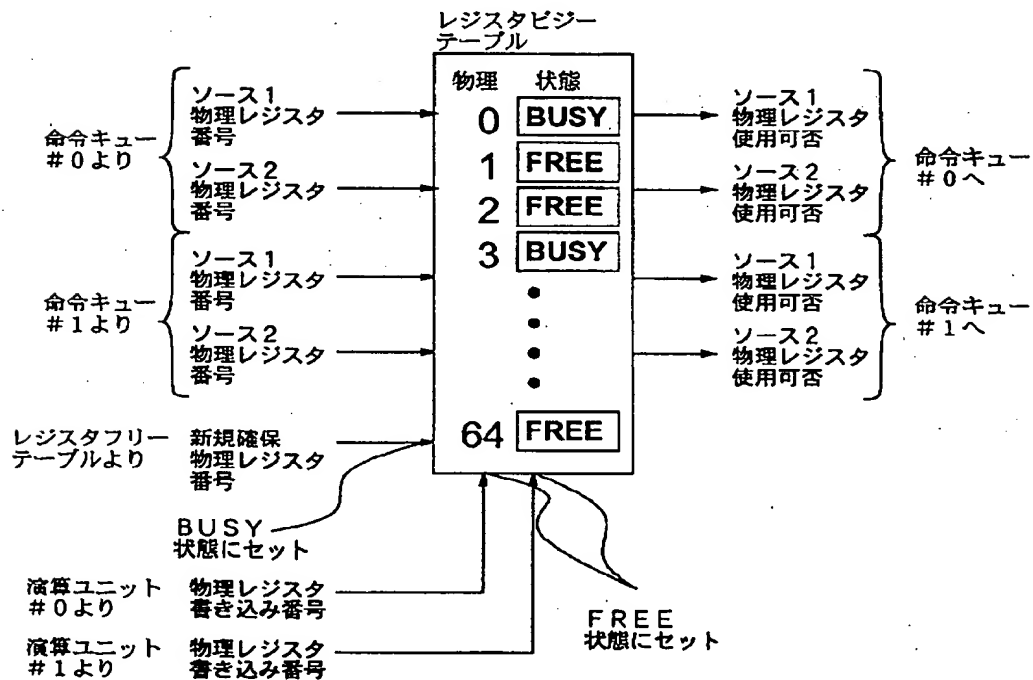 レジスタビジー
テーブル
物理 状態
0 BUSY
1 FREE
2 FREE
3 BUSY
64 FREE
命令キュー
#0より
ソース1
物理レジスタ
番号
ソース2
物理レジスタ
番号
命令キュー
#1より
ソース1
物理レジスタ
番号
ソース2
物理レジスタ
番号
ソース1
物理レジスタ
使用可否
ソース2
物理レジスタ
使用可否
命令キュー
#0へ
ソース1
物理レジスタ
使用可否
ソース2
物理レジスタ
使用可否
命令キュー
#1へ
レジスタフリー
テーブルより
新規確保
物理レジスタ
番号
BUSY
状態にセット
演算ユニット
#0より
物理レジスタ
書き込み番号
演算ユニット
#1より
物理レジスタ
書き込み番号
FREE
状態にセット